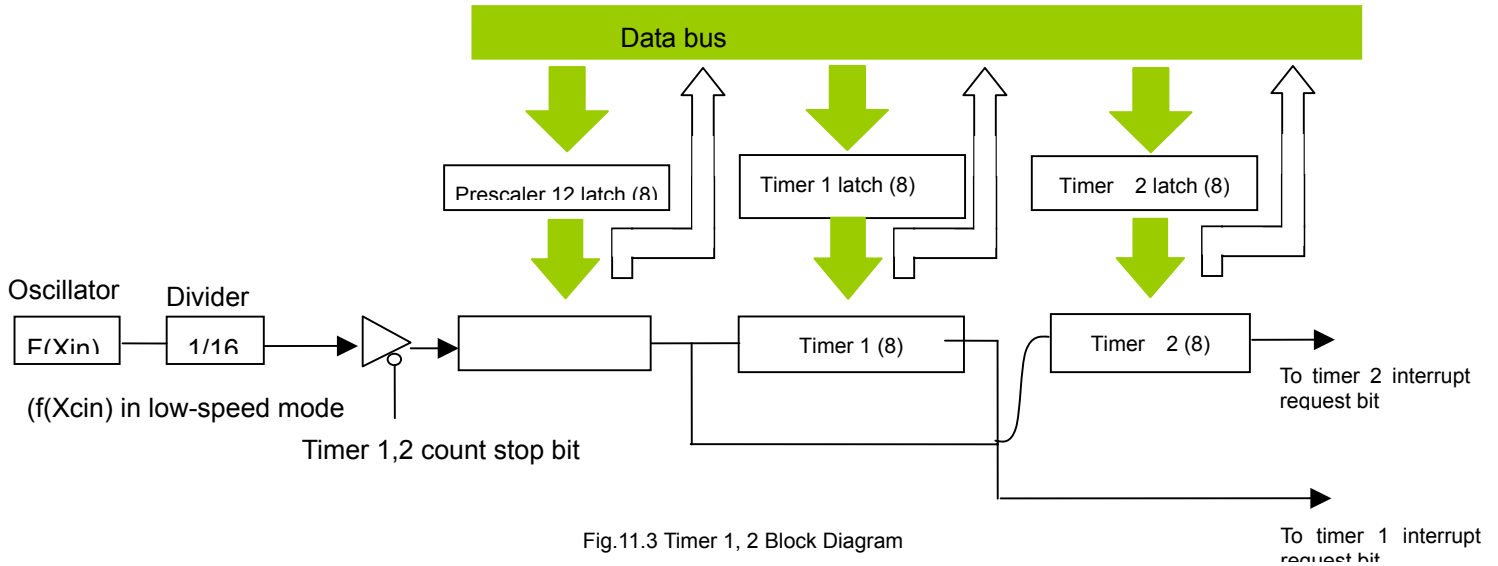 Data bus
Prescaler 12 latch (8)
Timer 1 latch (8)
Timer 2 latch (8)
Oscillator
Divider
F(Xin)
1/16
Timer 1 (8)
Timer 2 (8)
To timer 2 interrupt
request bit
(f(Xcin) in low-speed mode
Timer 1,2 count stop bit
To timer 1 interrupt
request bit
Fig.11.3 Timer 1, 2 Block Diagram